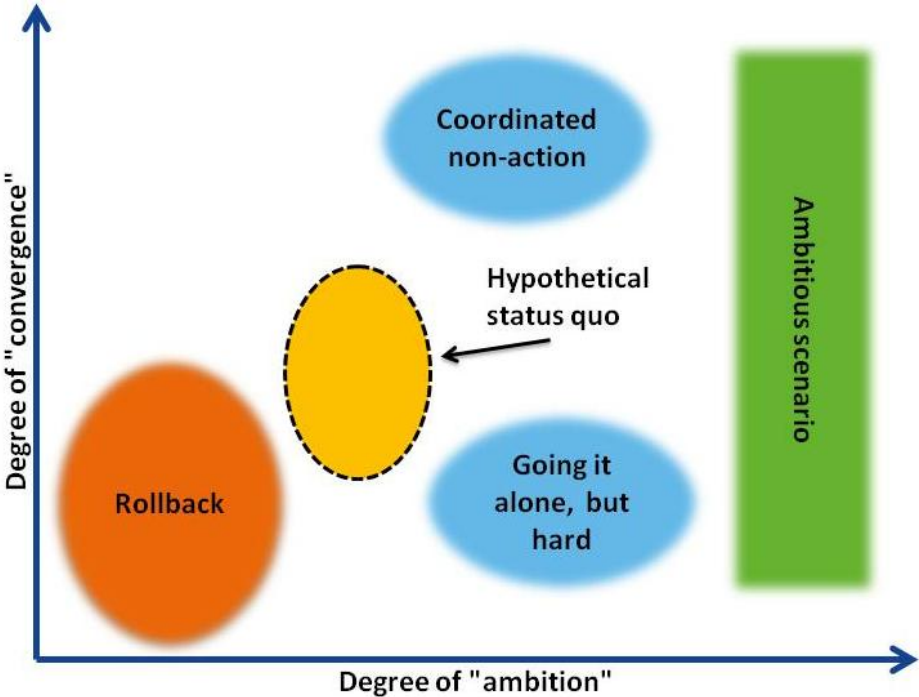 Degree of "convergence"
Coordinated
non-action
Hypothetical
status quo
Ambitious scenario
Rollback
Going it
alone, but
hard
Degree of "ambition"